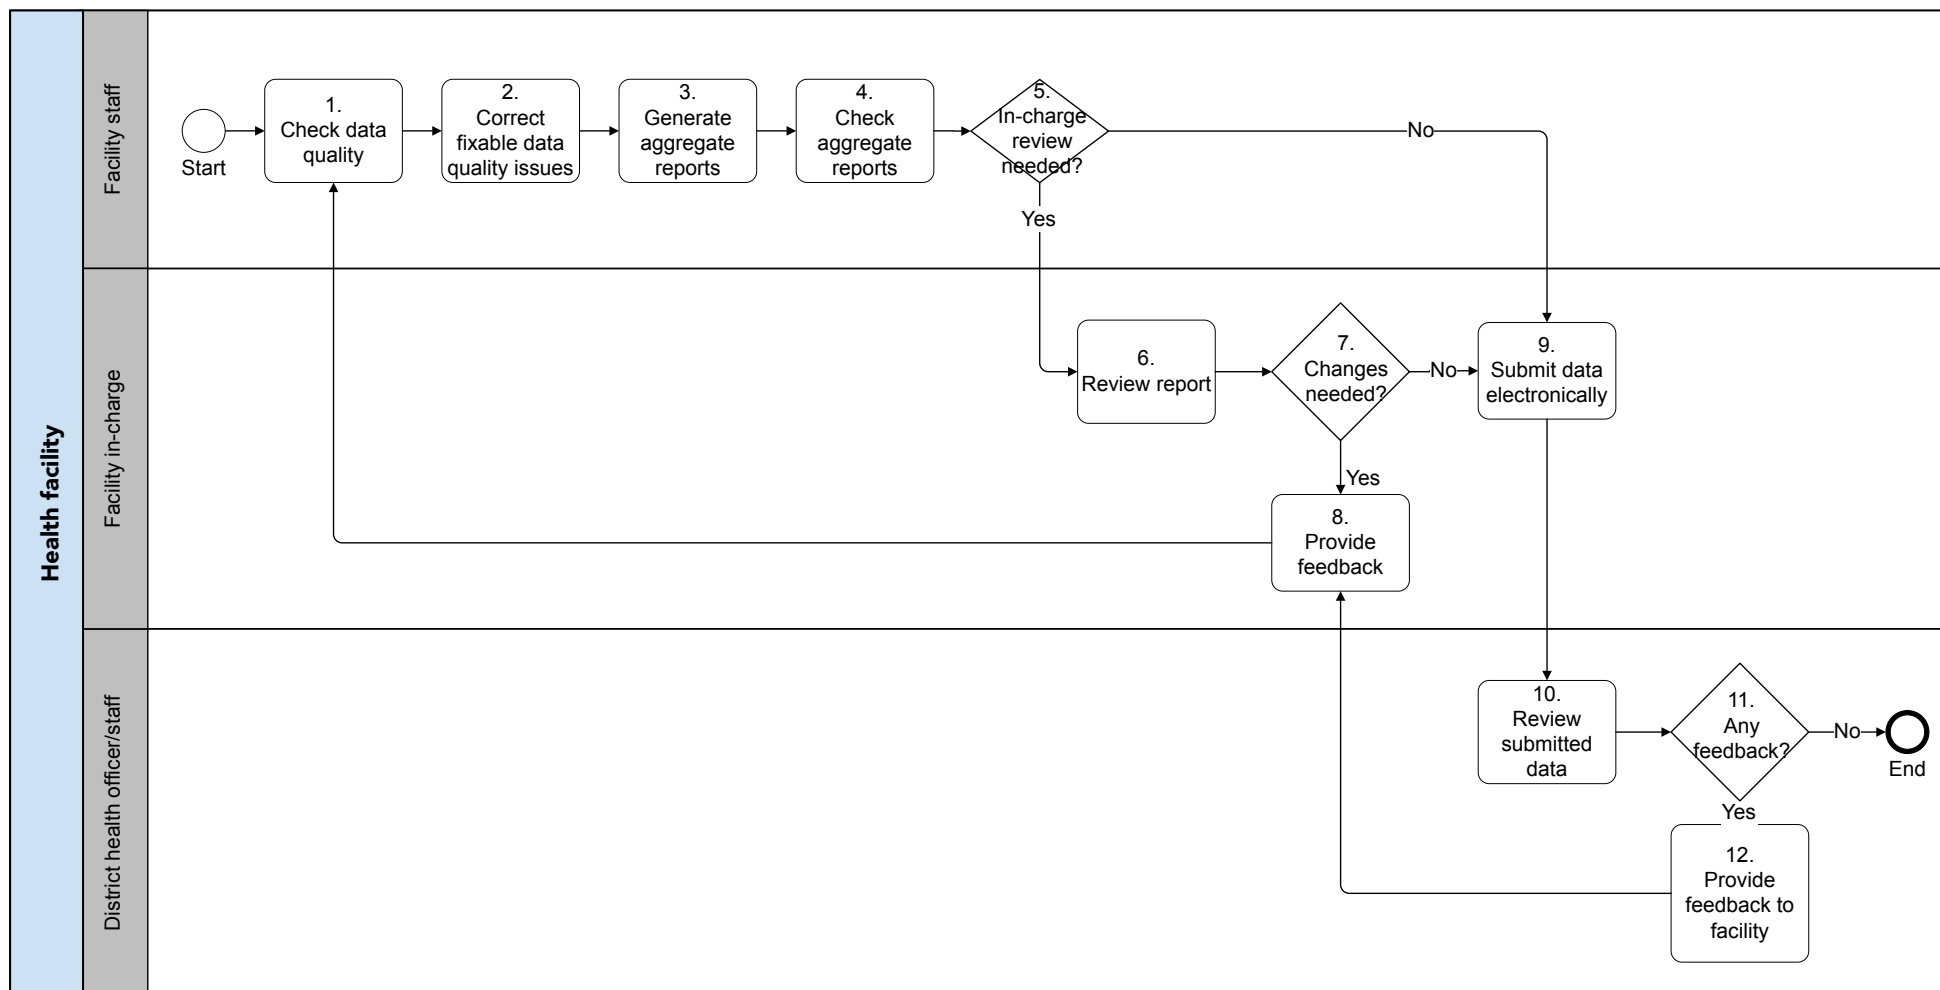 Health facility
Facility staff
Start
1.
Check data
quality
2.
Correct
fixable data
quality issues
3.
Generate
aggregate
reports
4.
Check
aggregate
reports
5.
In-charge
review
needed?
No
Yes
Facility in-charge
6.
Review report
7.
Changes
needed?
No
9.
Submit data
electronically
Yes
8.
Provide
feedback
District health officer/staff
10.
Review
submitted
data
11.
Any
feedback?
No
End
Yes
12.
Provide
feedback to
facility